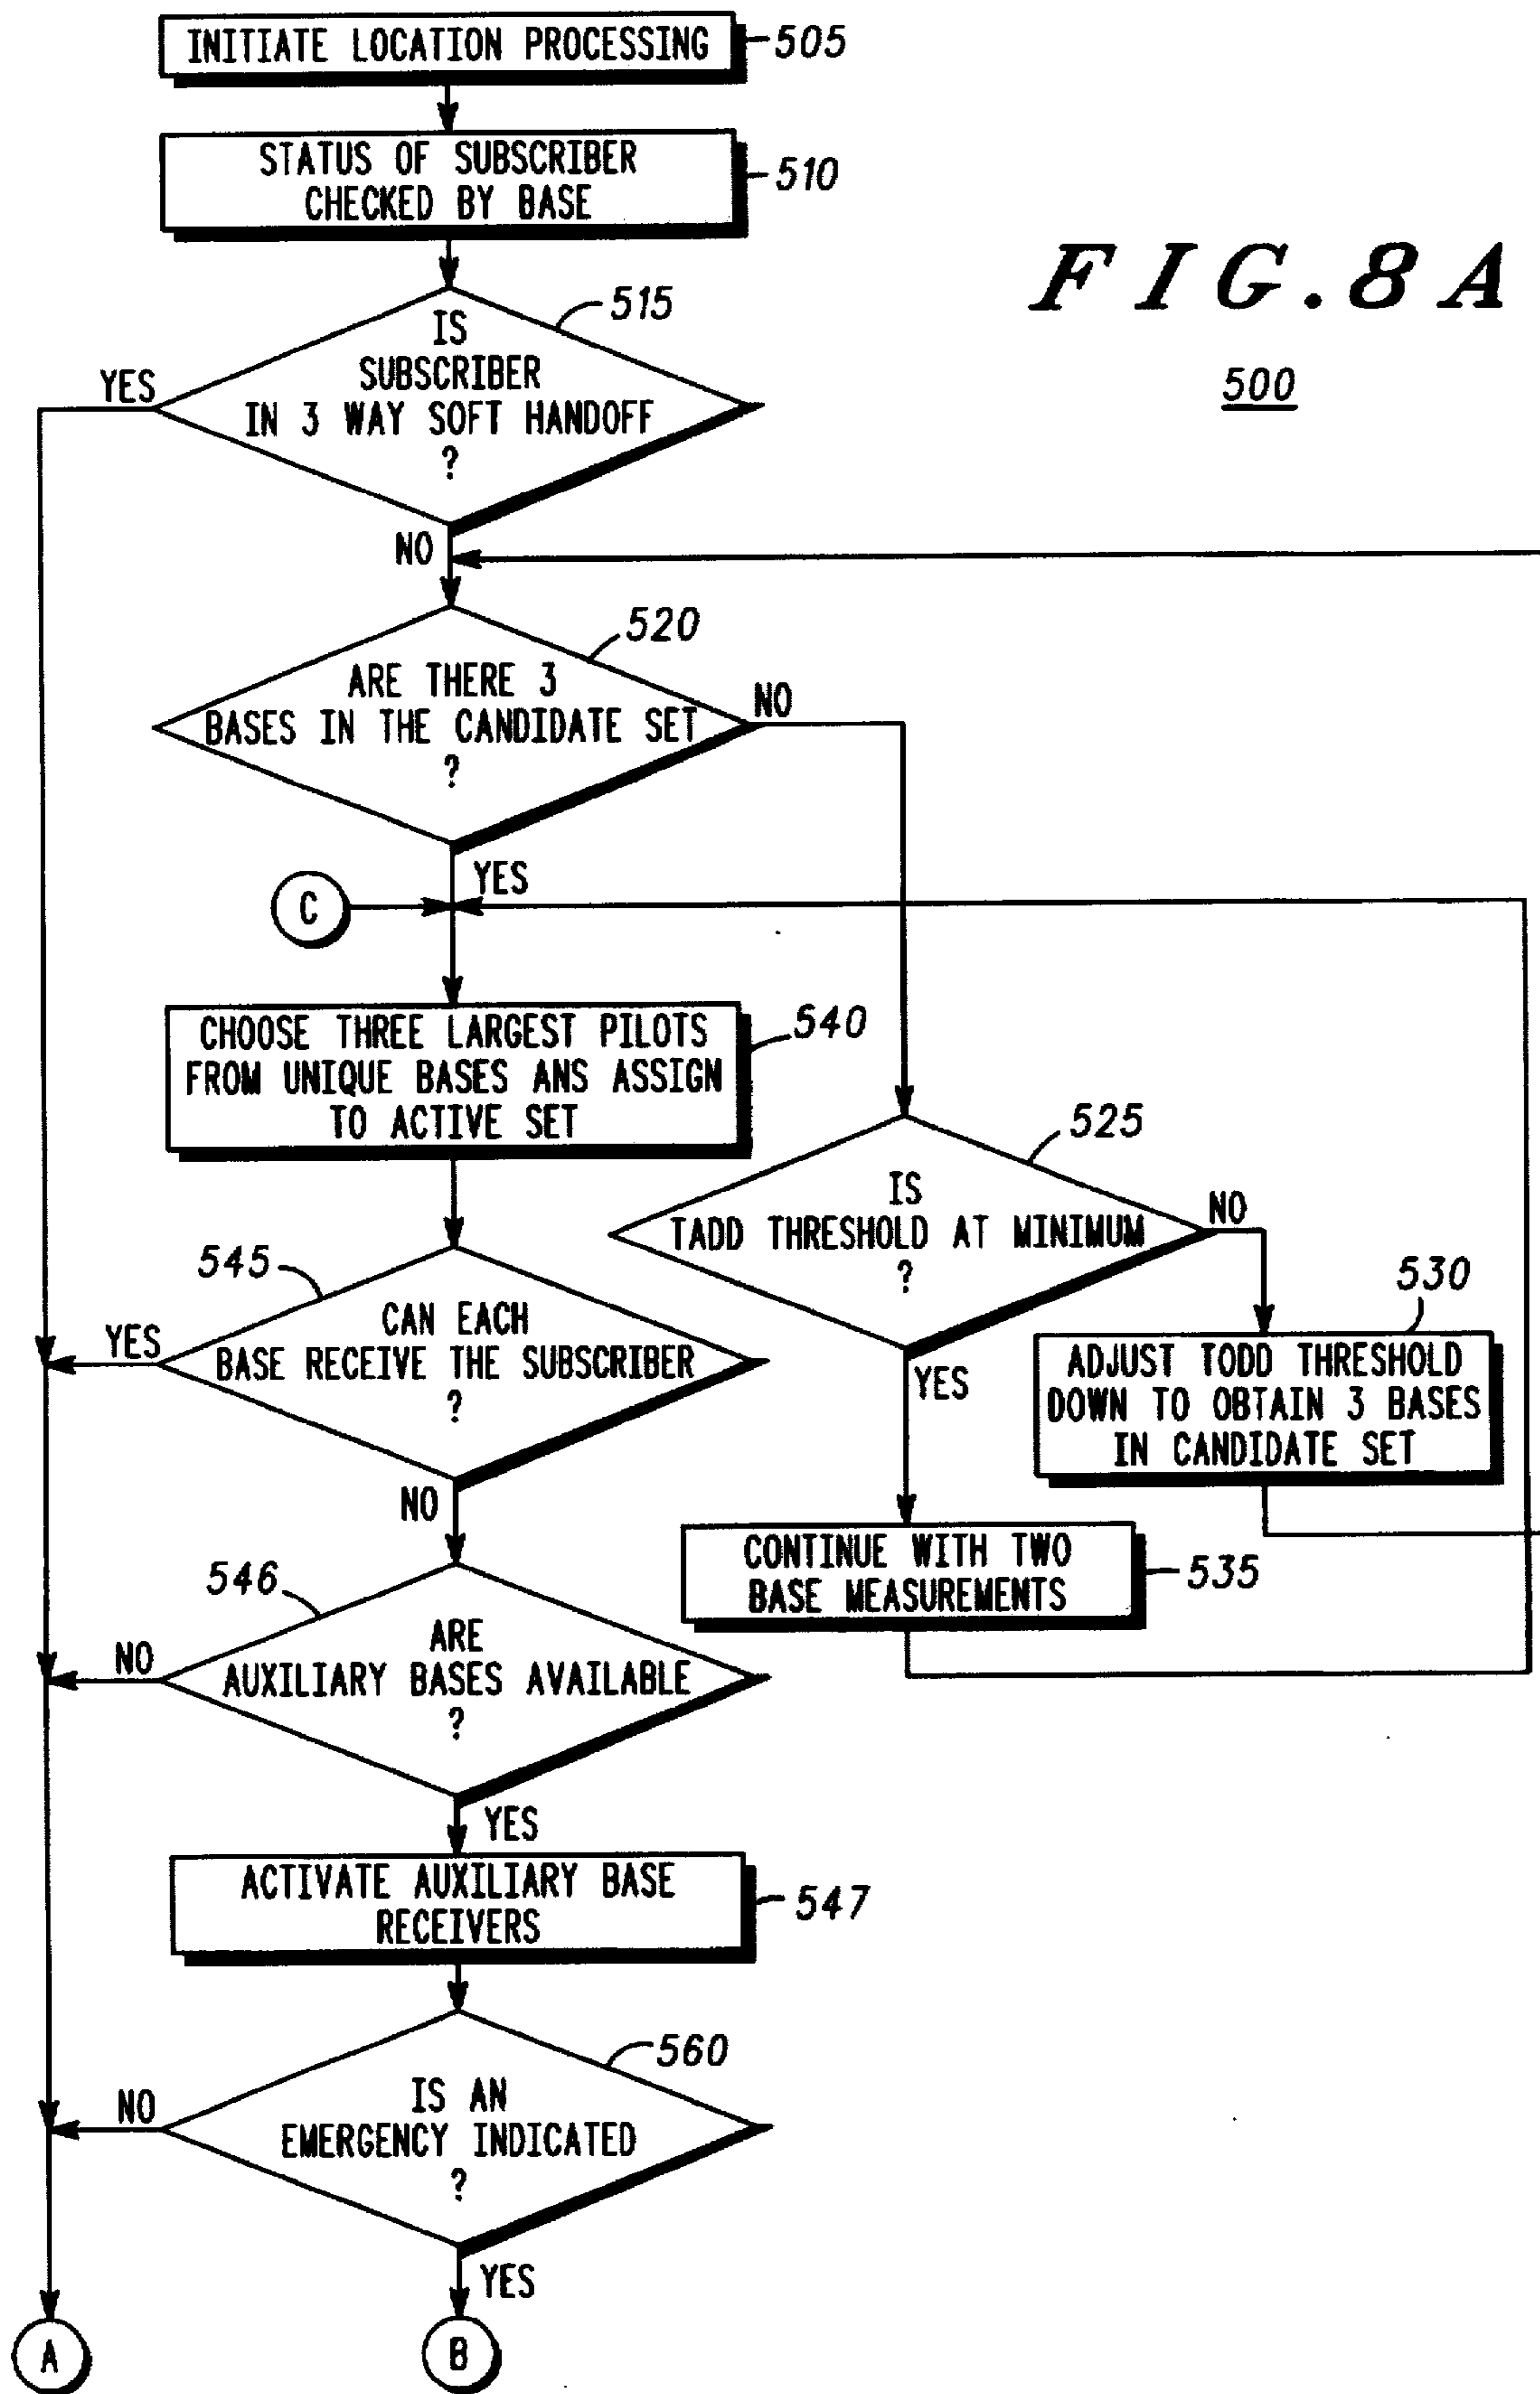 INITIATE LOCATION PROCESSING
505
STATUS OF SUBSCRIBER
CHECKED BY BASE
510
FIG. 8A
500
515
IS
SUBSCRIBER
IN 3 WAY SOFT HANDOFF
?
YES
NO
520
ARE THERE 3
BASES IN THE CANDIDATE SET
?
NO
YES
C
CHOOSE THREE LARGEST PILOTS
FROM UNIQUE BASES ANS ASSIGN
TO ACTIVE SET
540
525
IS
TADD THRESHOLD AT MINIMUM
?
NO
YES
530
ADJUST TODD THRESHOLD
DOWN TO OBTAIN 3 BASES
IN CANDIDATE SET
545
CAN EACH
BASE RECEIVE THE SUBSCRIBER
?
YES
NO
CONTINUE WITH TWO
BASE MEASUREMENTS
535
546
ARE
AUXILIARY BASES AVAILABLE
?
NO
YES
ACTIVATE AUXILIARY BASE
RECEIVERS
547
560
IS AN
EMERGENCY INDICATED
?
NO
YES
A
B